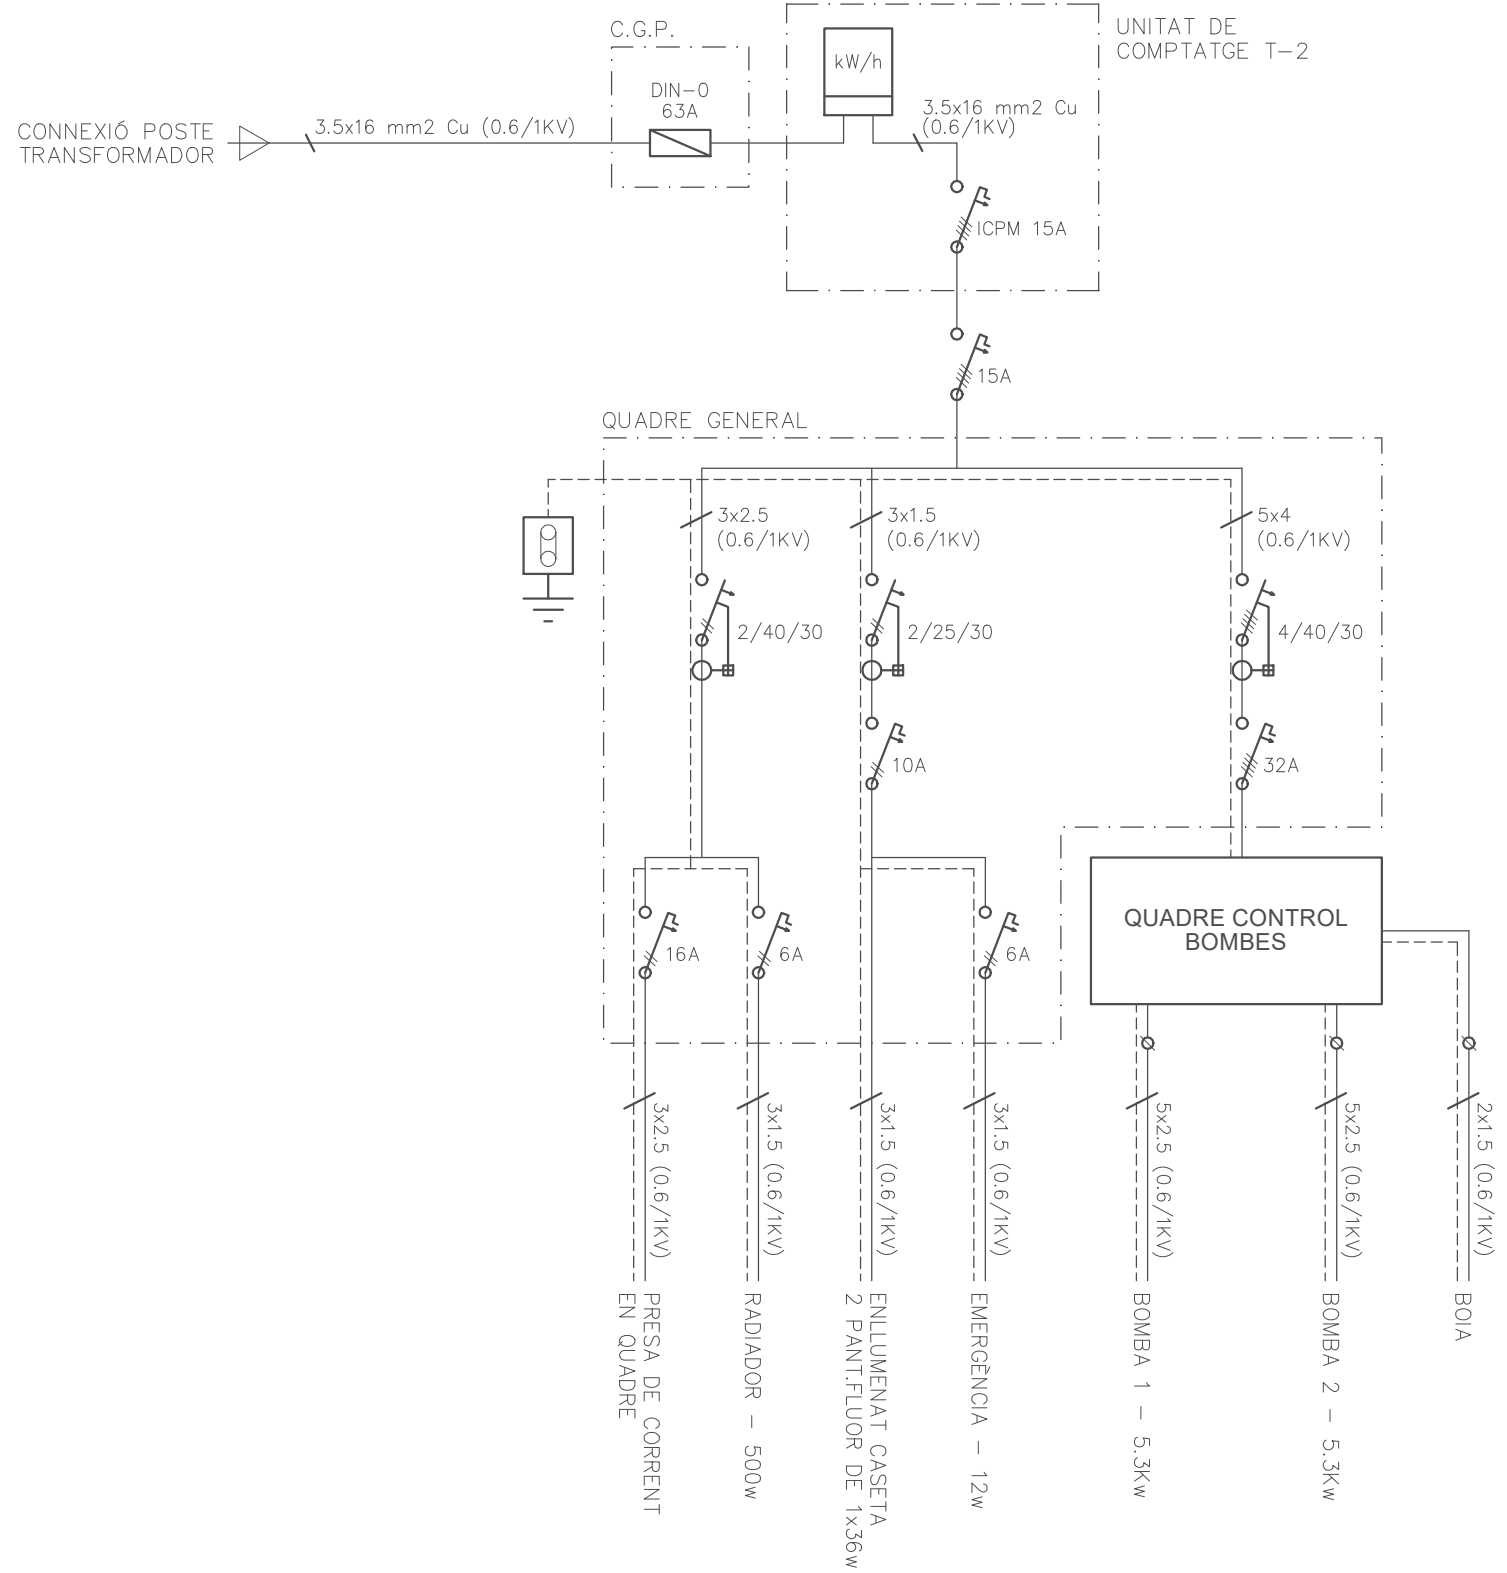 C.G.P.
DIN-0
63A
kW/h
UNITAT DE
COMPTATGE T-2
CONNEXIÓ POSTE
TRANSFORMADOR
3.5x16 mm2 Cu (0.6/1KV)
3.5x16 mm2 Cu
(0.6/1KV)
ICPM 15A
15A
QUADRE GENERAL
3x2.5
(0.6/1KV)
3x1.5
(0.6/1KV)
5x4
(0.6/1KV)
2/40/30
2/25/30
4/40/30
10A
32A
16A
6A
6A
QUADRE CONTROL
BOMBES
3x2.5 (0.6/1KV)
3x1.5 (0.6/1KV)
3x1.5 (0.6/1KV)
3x1.5 (0.6/1KV)
5x2.5 (0.6/1KV)
5x2.5 (0.6/1KV)
2x1.5 (0.6/1KV)
PRESA DE CORRENT
EN QUADRE
RADIADOR - 500w
ENLLUMENAT CASETA
2 PANT.FLUOR DE 1x36w
EMERGÈNCIA - 12w
BOMBA 1 - 5.3Kw
BOMBA 2 - 5.3Kw
BOIA